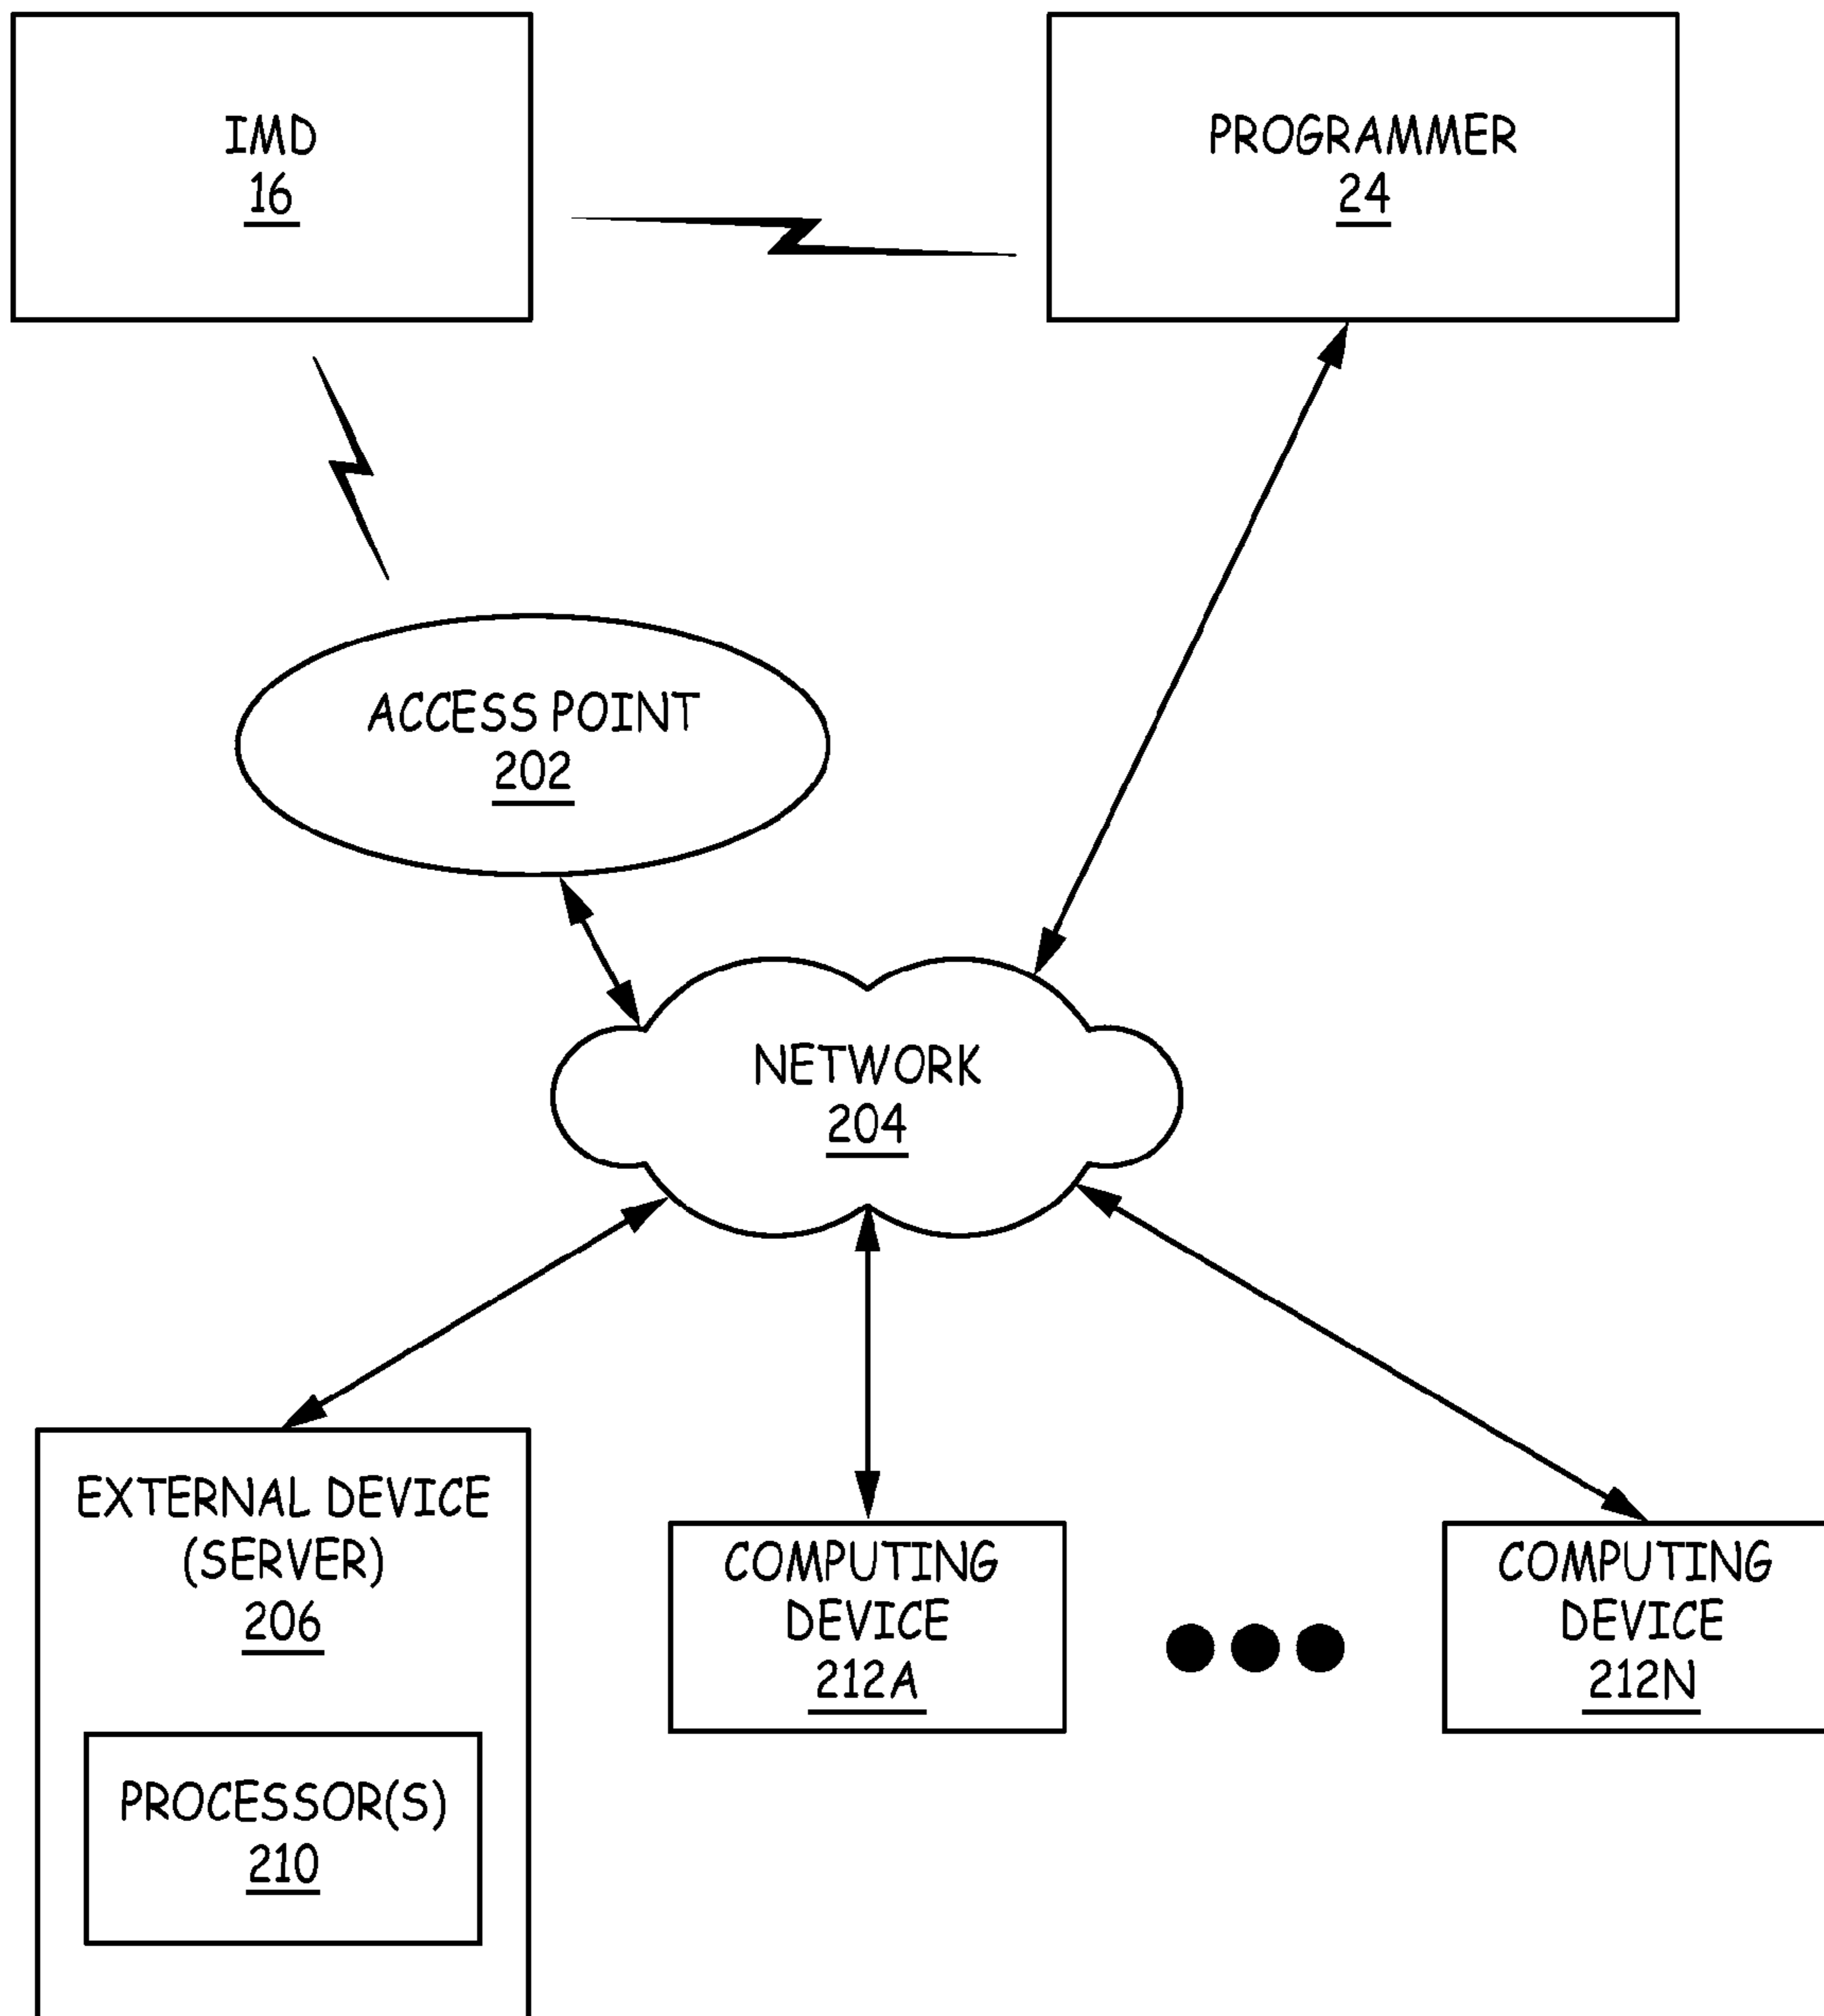 IMD
16
PROGRAMMER
24
ACCESS POINT
202
NETWORK
204
EXTERNAL DEVICE
(SERVER)
206
PROCESSOR(S)
210
COMPUTING
DEVICE
212A
COMPUTING
DEVICE
212N